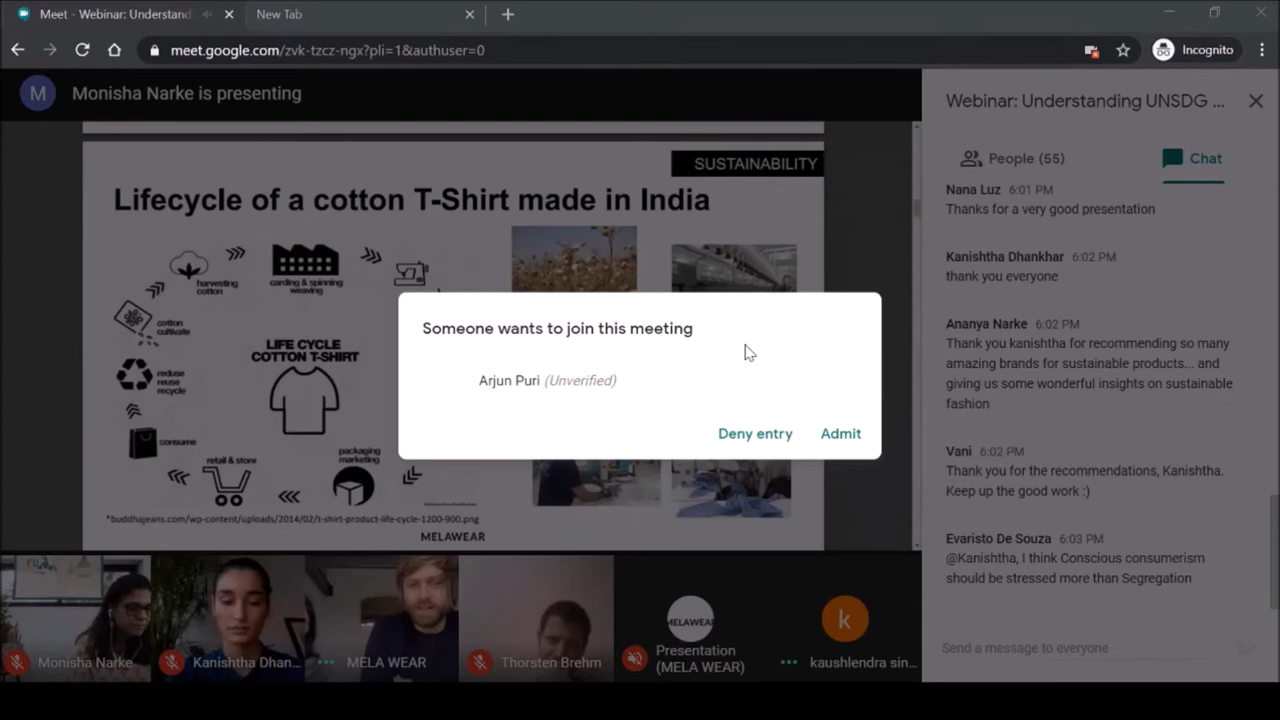 Meet - Webinar: Understand
New Tab
meet.google.com/zvk-tzcz-ngx?pli=1&authuser=0
Incognito
M
Monisha Narke is presenting
SUSTAINABILITY
Lifecycle of a cotton T-Shirt made in India
harvesting
cotton
carding & spinning
weaving
cotton
cultivate
LIFE CYCLE
COTTON T-SHIRT
reduce
reuse
recycle
consume
retail & store
packaging
marketing
*buddhajeans.com/wp-content/uploads/2014/02/t-shirt-product-life-cycle-1200-900.png
MELAWEAR
Someone wants to join this meeting
Arjun Puri (Unverified)
Deny entry
Admit
Webinar: Understanding UNSDG ...
People (55)
Chat
Nana Luz 6:01 PM
Thanks for a very good presentation
Kanishtha Dhankhar 6:02 PM
thank you everyone
Ananya Narke 6:02 PM
Thank you kanishtha for recommending so many
amazing brands for sustainable products... and
giving us some wonderful insights on sustainable
fashion
Vani 6:02 PM
Thank you for the recommendations, Kanishtha.
Keep up the good work :)
Evaristo De Souza 6:03 PM
@Kanishtha, I think Conscious consumerism
should be stressed more than Segregation
Send a message to everyone
Monisha Narke
Kanishtha Dhan...
MELA WEAR
Thorsten Brehm
MELAWEAR
Presentation
(MELA WEAR)
k
kaushlendra sin...